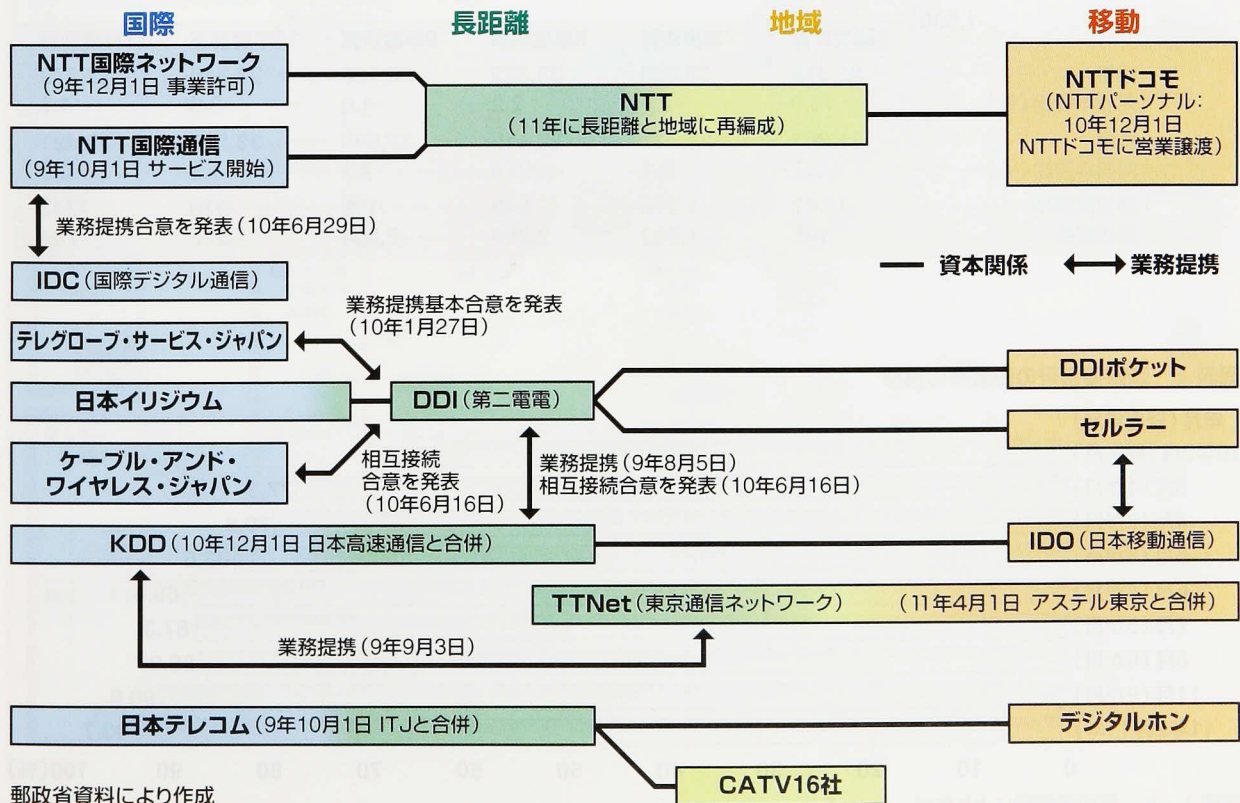 国際 長距離 地域 移動
NTT国際ネットワーク
(9年12月1日 事業許可)
NTT国際通信
(9年10月1日 サービス開始)
NTT
(11年に長距離と地域に再編成)
NTTドコモ
(NTTパーソナル:
10年12月1日
NTTドコモに営業譲渡)
業務提携合意を発表(10年6月29日)
IDC(国際デジタル通信)
資本関係 業務提携
業務提携基本合意を発表
(10年1月27日)
テレグローブ・サービス・ジャパン
日本イリジウム
DDI(第二電電)
DDIポケット
セルラー
ケーブル・アンド・
ワイヤレス・ジャパン
相互接続
合意を発表
(10年6月16日)
業務提携(9年8月5日)
相互接続合意を発表(10年6月16日)
KDD(10年12月1日 日本高速通信と合併)
IDO(日本移動通信)
TTNet(東京通信ネットワーク) (11年4月1日 アステル東京と合併)
業務提携(9年9月3日)
日本テレコム(9年10月1日 ITJと合併)
デジタルホン
CATV16社
郵政省資料により作成